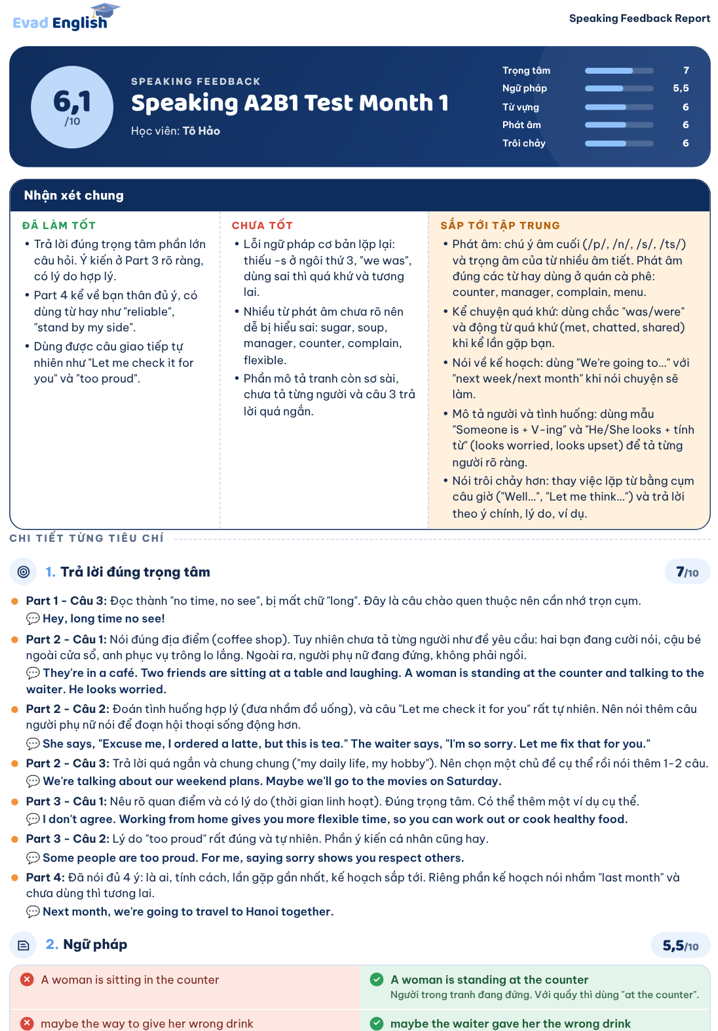 Evad English
Speaking Feedback Report
6,1
/10
SPEAKING FEEDBACK
Speaking A2B1 Test Month 1
Học viên: Tô Hảo
Trọng tâm 7
Ngữ pháp 5,5
Từ vựng 6
Phát âm 6
Trôi chảy 6
Nhận xét chung
ĐÃ LÀM TỐT
• Trả lời đúng trọng tâm phần lớn
câu hỏi. Ý kiến ở Part 3 rõ ràng,
có lý do hợp lý.
• Part 4 kể về bạn thân đủ ý, có
dùng từ hay như "reliable",
"stand by my side".
• Dùng được câu giao tiếp tự
nhiên như "Let me check it for
you" và "too proud".
CHƯA TỐT
• Lỗi ngữ pháp cơ bản lặp lại:
thiếu -s ở ngôi thứ 3, "we was",
dùng sai thì quá khứ và tương
lai.
• Nhiều từ phát âm chưa rõ nên
dễ bị hiểu sai: sugar, soup,
manager, counter, complain,
flexible.
• Phần mô tả tranh còn sơ sài,
chưa tả từng người và câu 3 trả
lời quá ngắn.
SẮP TỚI TẬP TRUNG
• Phát âm: chú ý âm cuối (/p/, /n/, /s/, /ts/)
và trọng âm của từ nhiều âm tiết. Phát âm
đúng các từ hay dùng ở quán cà phê:
counter, manager, complain, menu.
• Kể chuyện quá khứ: dùng chắc "was/were"
và động từ quá khứ (met, chatted, shared)
khi kể lần gặp bạn.
• Nói về kế hoạch: dùng "We're going to…" với
"next week/next month" khi nói chuyện sẽ
làm.
• Mô tả người và tình huống: dùng mẫu
"Someone is + V-ing" và "He/She looks + tính
từ" (looks worried, looks upset) để tả từng
người rõ ràng.
• Nói trôi chảy hơn: thay việc lặp từ bằng cụm
câu giờ ("Well…", "Let me think…") và trả lời
theo ý chính, lý do, ví dụ.
CHI TIẾT TỪNG TIÊU CHÍ
1. Trả lời đúng trọng tâm 7/10
Part 1 - Câu 3: Đọc thành "no time, no see", bị mất chữ "long". Đây là câu chào quen thuộc nên cần nhớ trọn cụm.
💬 Hey, long time no see!
Part 2 - Câu 1: Nói đúng địa điểm (coffee shop). Tuy nhiên chưa tả từng người như đề yêu cầu: hai bạn đang cười nói, cậu bé
ngoài cửa sổ, anh phục vụ trông lo lắng. Ngoài ra, người phụ nữ đang đứng, không phải ngồi.
💬 They're in a café. Two friends are sitting at a table and laughing. A woman is standing at the counter and talking to the
waiter. He looks worried.
Part 2 - Câu 2: Đoán tình huống hợp lý (đưa nhầm đồ uống), và câu "Let me check it for you" rất tự nhiên. Nên nói thêm câu
người phụ nữ nói để đoạn hội thoại sống động hơn.
💬 She says, "Excuse me, I ordered a latte, but this is tea." The waiter says, "I'm so sorry. Let me fix that for you."
Part 2 - Câu 3: Trả lời quá ngắn và chung chung ("my daily life, my hobby"). Nên chọn một chủ đề cụ thể rồi nói thêm 1-2 câu.
💬 We're talking about our weekend plans. Maybe we'll go to the movies on Saturday.
Part 3 - Câu 1: Nêu rõ quan điểm và có lý do (thời gian linh hoạt). Đúng trọng tâm. Có thể thêm một ví dụ cụ thể.
💬 I don't agree. Working from home gives you more flexible time, so you can work out or cook healthy food.
Part 3 - Câu 2: Lý do "too proud" rất đúng và tự nhiên. Phần ý kiến cá nhân cũng hay.
💬 Some people are too proud. For me, saying sorry shows you respect others.
Part 4: Đã nói đủ 4 ý: là ai, tính cách, lần gặp gần nhất, kế hoạch sắp tới. Riêng phần kế hoạch nói nhầm "last month" và
chưa dùng thì tương lai.
💬 Next month, we're going to travel to Hanoi together.
2. Ngữ pháp 5,5/10
A woman is sitting in the counter
A woman is standing at the counter
Người trong tranh đang đứng. Với quầy thì dùng "at the counter".
maybe the way to give her wrong drink
maybe the waiter gave her the wrong drink